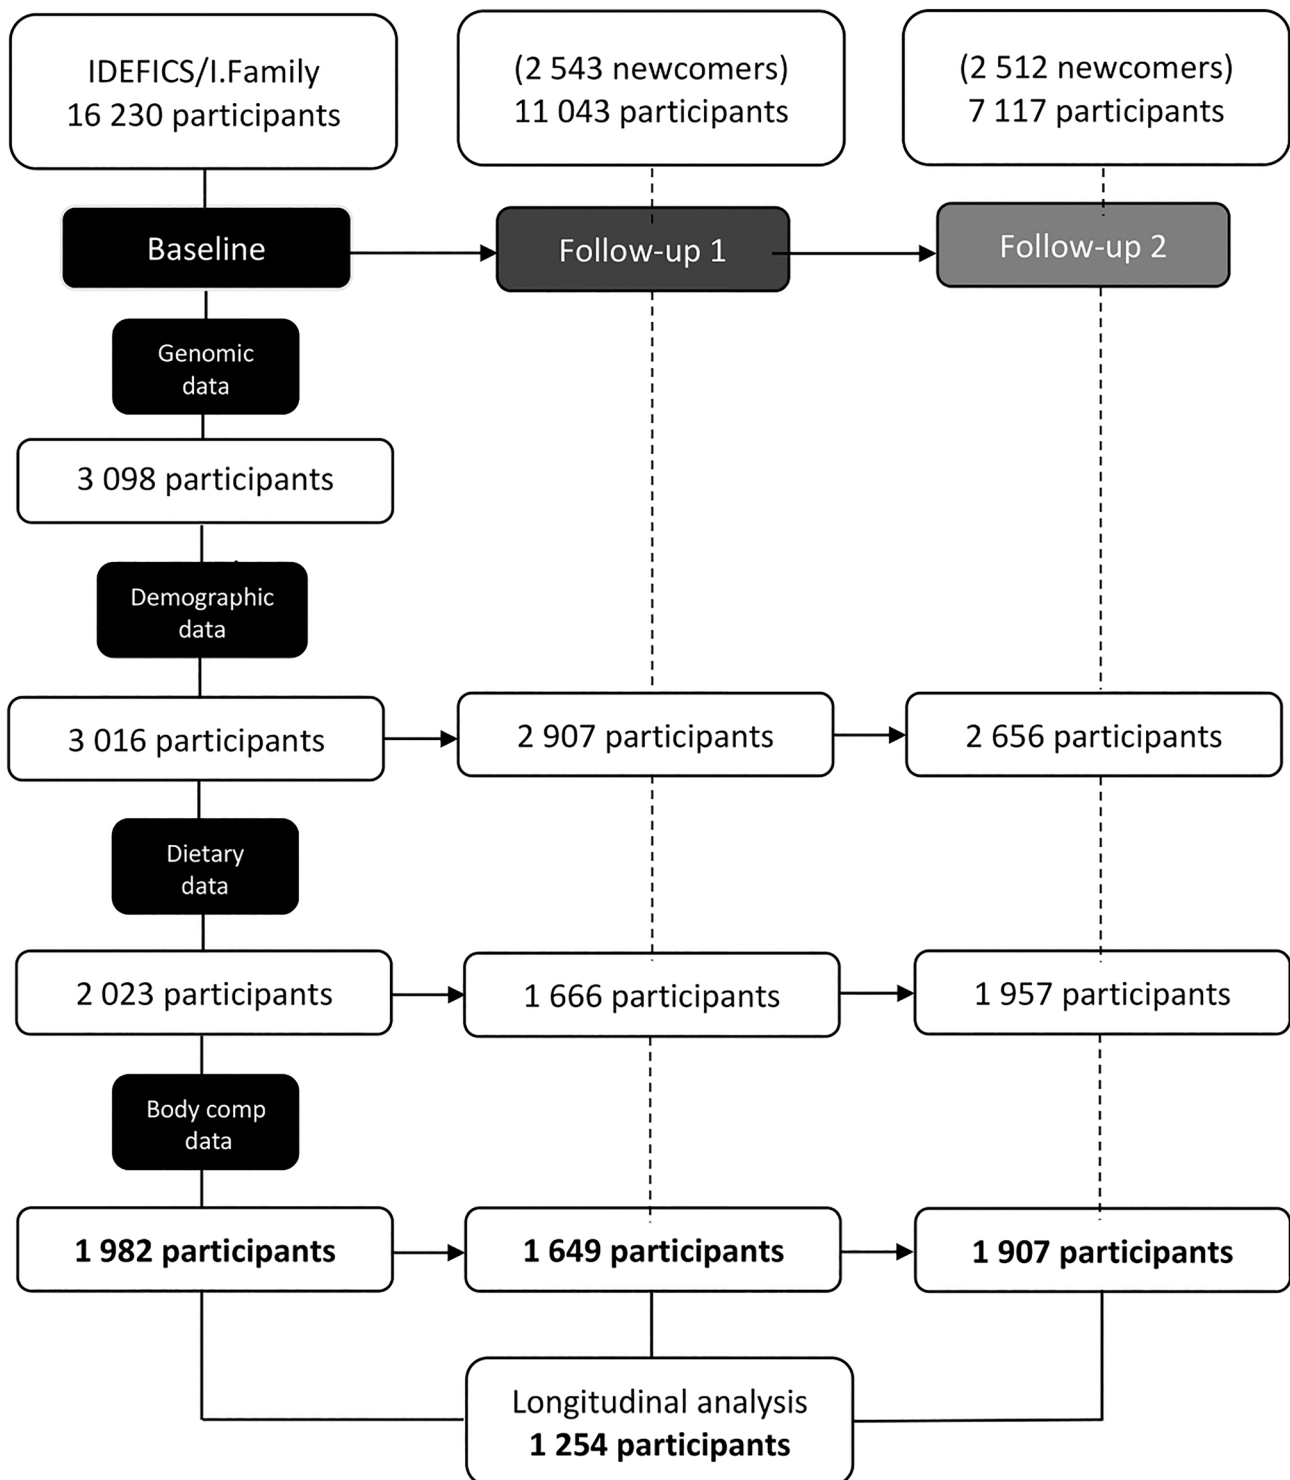 IDEFICS/I.Family
16 230 participants
(2 543 newcomers)
11 043 participants
(2 512 newcomers)
7 117 participants
Baseline
Follow-up 1
Follow-up 2
Genomic
data
3 098 participants
Demographic
data
3 016 participants
2 907 participants
2 656 participants
Dietary
data
2 023 participants
1 666 participants
1 957 participants
Body comp
data
1 982 participants
1 649 participants
1 907 participants
Longitudinal analysis
1 254 participants